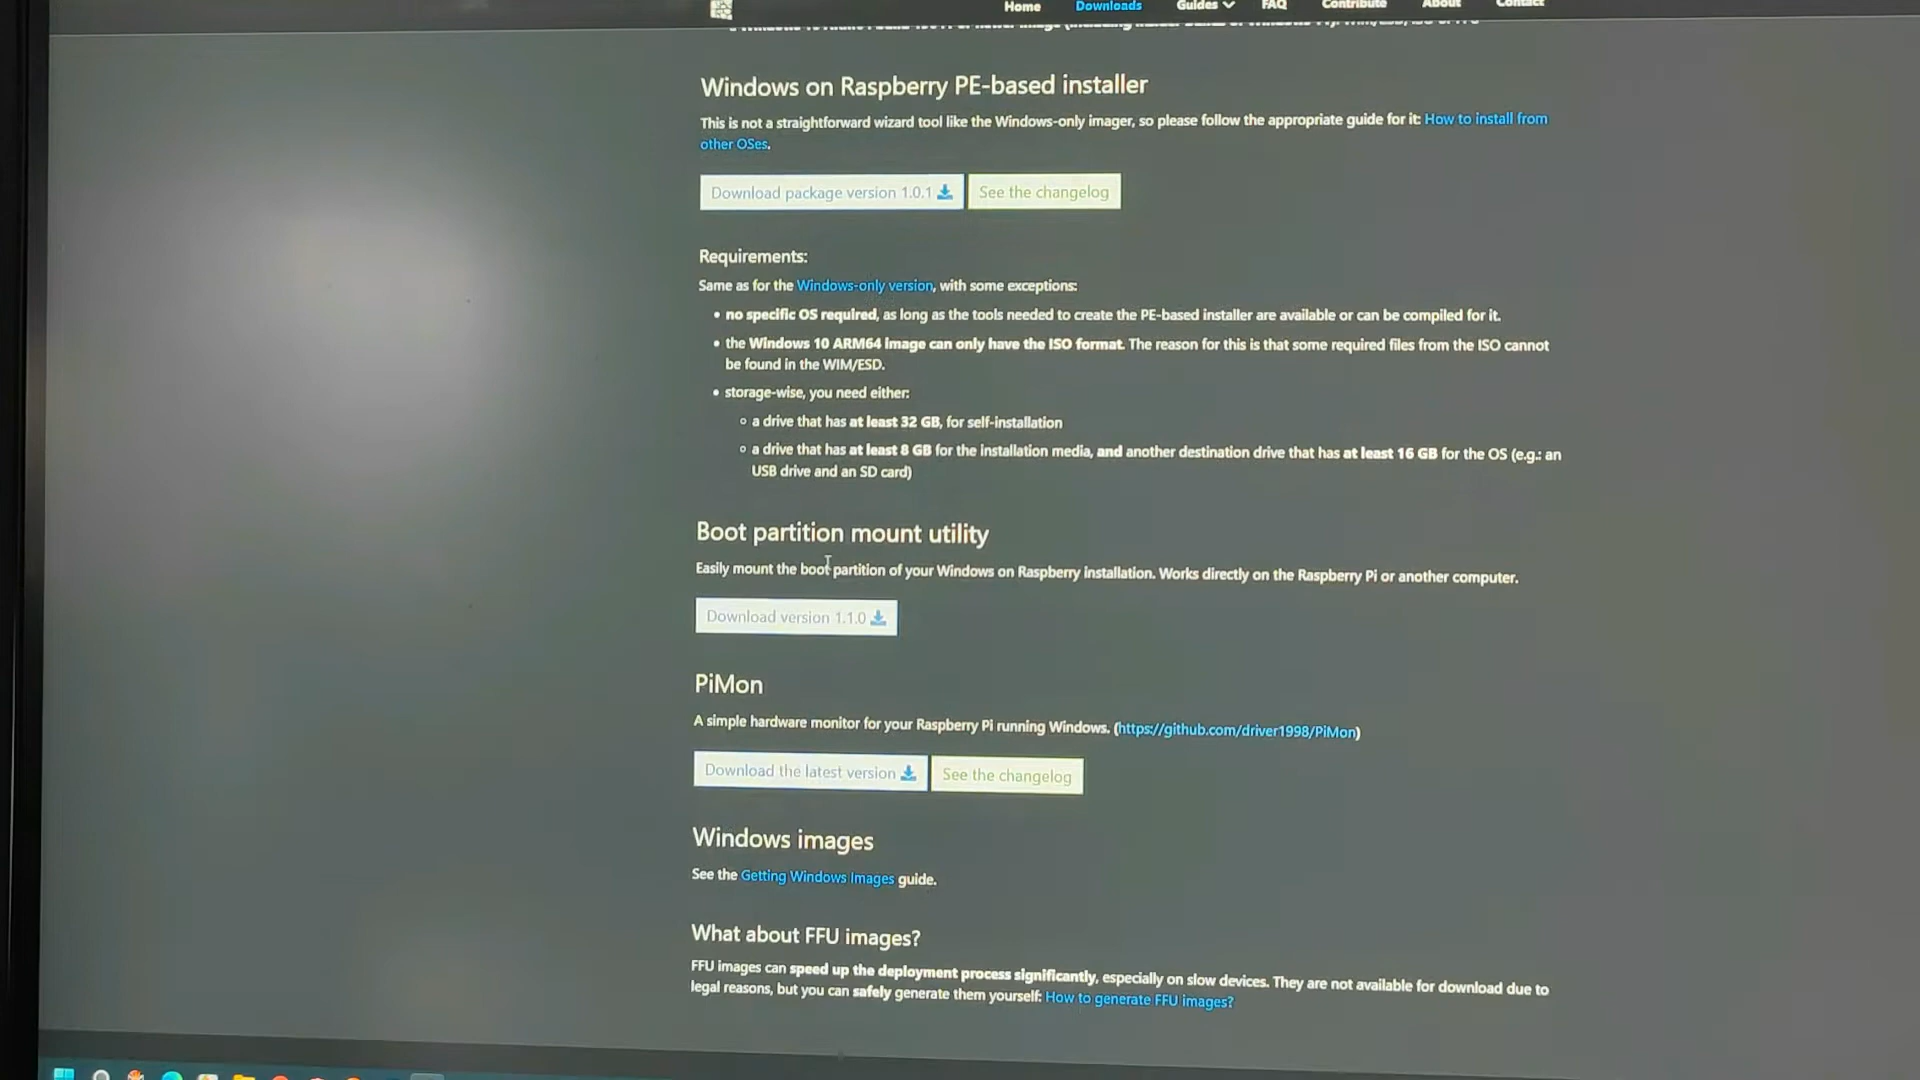 Home Downloads Guides FAQ Contribute About Contact
Windows on Raspberry PE-based installer
This is not a straightforward wizard tool like the Windows-only imager, so please follow the appropriate guide for it: How to install from
other OSes.
Download package version 1.0.1 See the changelog
Requirements:
Same as for the Windows-only version, with some exceptions:
• no specific OS required, as long as the tools needed to create the PE-based installer are available or can be compiled for it.
• the Windows 10 ARM64 image can only have the ISO format. The reason for this is that some required files from the ISO cannot
be found in the WIM/ESD.
• storage-wise, you need either:
◦ a drive that has at least 32 GB, for self-installation
◦ a drive that has at least 8 GB for the installation media, and another destination drive that has at least 16 GB for the OS (e.g.: an
USB drive and an SD card)
Boot partition mount utility
Easily mount the boot partition of your Windows on Raspberry installation. Works directly on the Raspberry Pi or another computer.
Download version 1.1.0
PiMon
A simple hardware monitor for your Raspberry Pi running Windows. (https://github.com/driver1998/PiMon)
Download the latest version See the changelog
Windows images
See the Getting Windows Images guide.
What about FFU images?
FFU images can speed up the deployment process significantly, especially on slow devices. They are not available for download due to
legal reasons, but you can safely generate them yourself: How to generate FFU images?